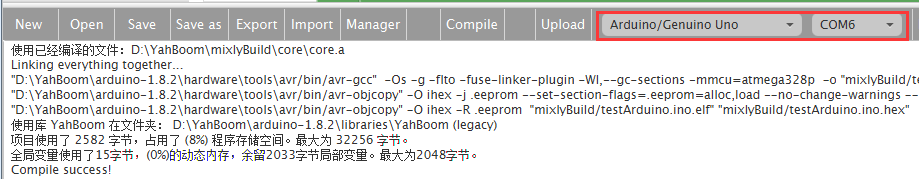 New Open Save Save as Export Import Manager Compile Upload Arduino/Genuino Uno COM6
使用已经编译的文件：D:\YahBoom\mixlyBuild\core\core.a
Linking everything together...
"D:\YahBoom\arduino-1.8.2\hardware\tools\avr/bin/avr-gcc" -Os -g -flto -fuse-linker-plugin -Wl,--gc-sections -mmcu=atmega328p -o "mixlyBuild/te
"D:\YahBoom\arduino-1.8.2\hardware\tools\avr/bin/avr-objcopy" -O ihex -j .eeprom --set-section-flags=.eeprom=alloc,load --no-change-warnings --
"D:\YahBoom\arduino-1.8.2\hardware\tools\avr/bin/avr-objcopy" -O ihex -R .eeprom "mixlyBuild/testArduino.ino.elf" "mixlyBuild/testArduino.ino.hex"
使用库 YahBoom 在文件夹： D:\YahBoom\arduino-1.8.2\libraries\YahBoom (legacy)
项目使用了 2582 字节，占用了 (8%) 程序存储空间。最大为 32256 字节。
全局变量使用了15字节，(0%)的动态内存，余留2033字节局部变量。最大为2048字节。
Compile success!